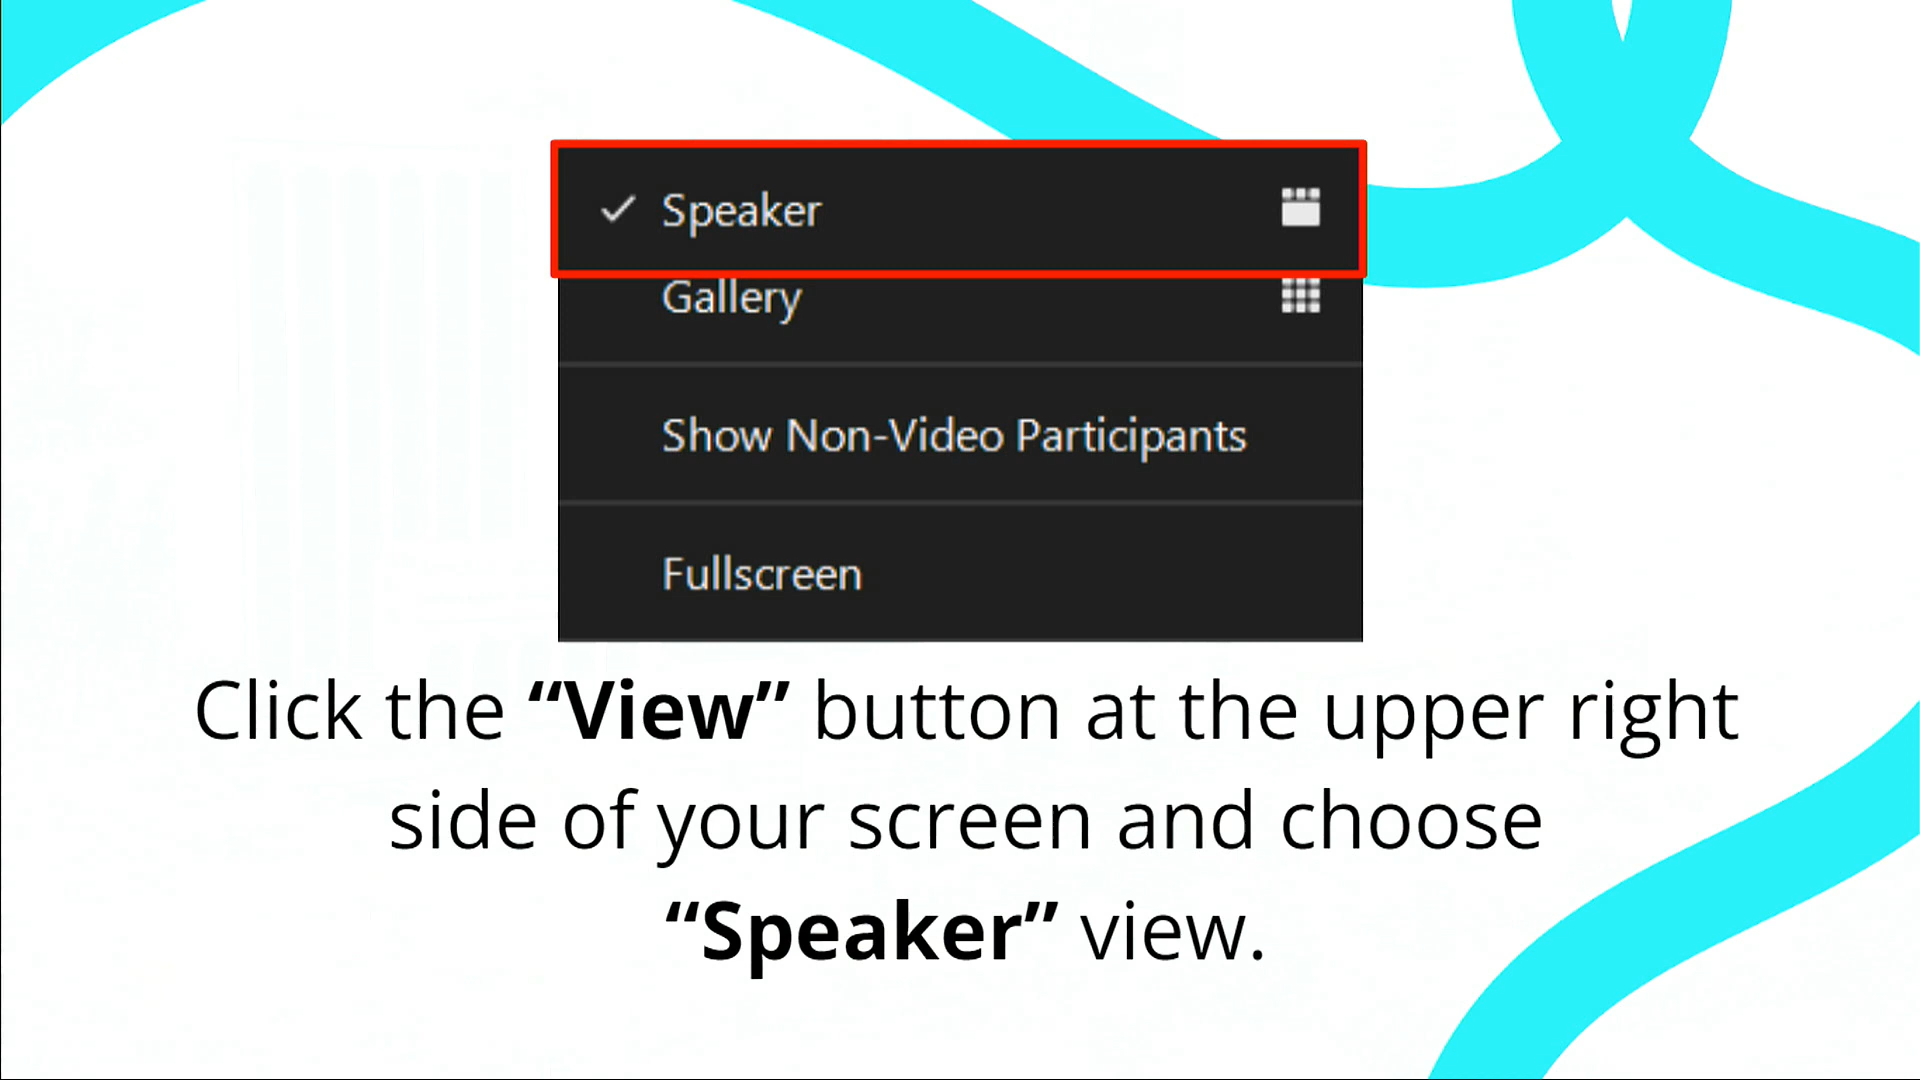 Speaker
Gallery
Show Non-Video Participants
Fullscreen
Click the “View” button at the upper right
side of your screen and choose
“Speaker” view.